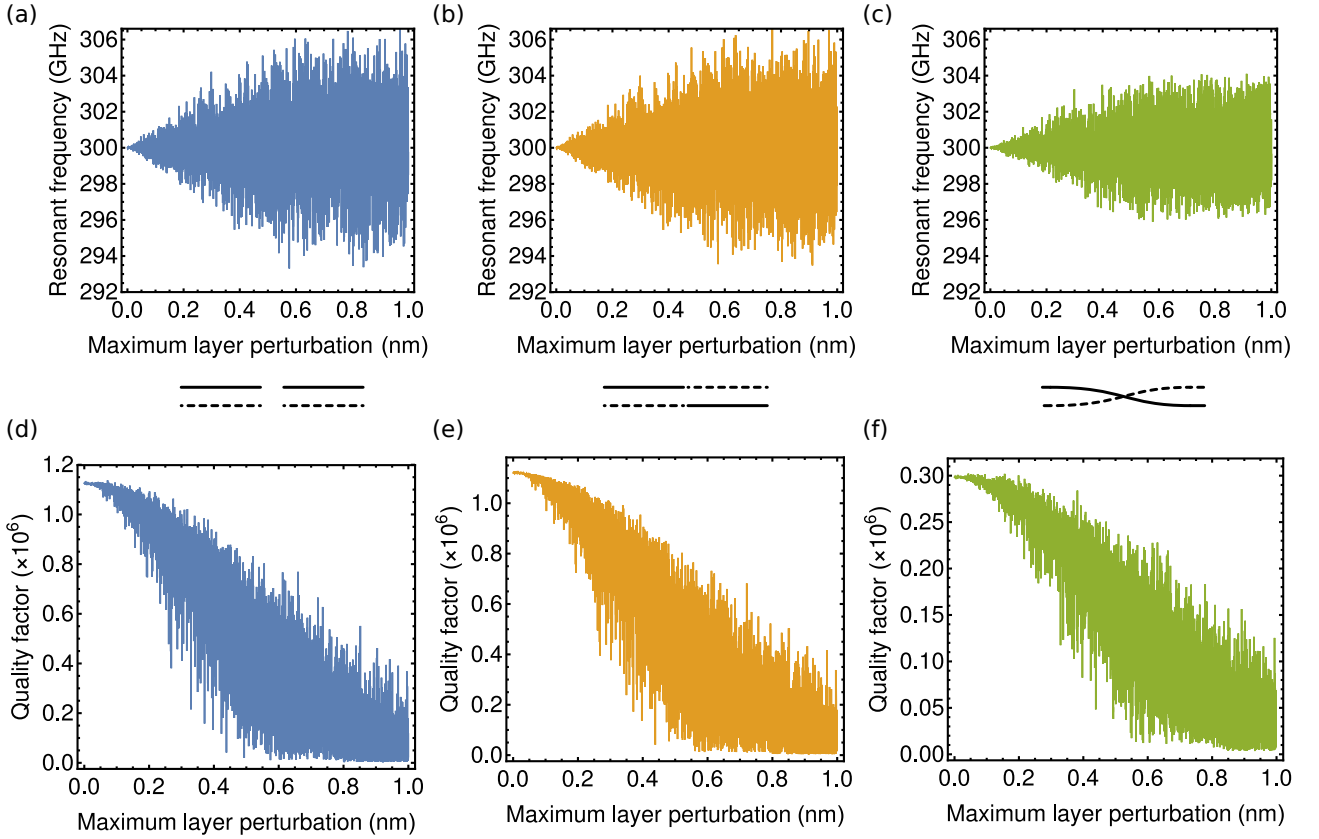 (a)
(b)
(c)
Resonant frequency (GHz)
306
304
302
300
298
296
294
292
0.0 0.2 0.4 0.6 0.8 1.0
Maximum layer perturbation (nm)
Resonant frequency (GHz)
306
304
302
300
298
296
294
292
0.0 0.2 0.4 0.6 0.8 1.0
Maximum layer perturbation (nm)
Resonant frequency (GHz)
306
304
302
300
298
296
294
292
0.0 0.2 0.4 0.6 0.8 1.0
Maximum layer perturbation (nm)
(d)
(e)
(f)
Quality factor (×10⁶)
1.2
1.0
0.8
0.6
0.4
0.2
0.0
0.0 0.2 0.4 0.6 0.8 1.0
Maximum layer perturbation (nm)
Quality factor (×10⁶)
1.0
0.8
0.6
0.4
0.2
0.0
0.0 0.2 0.4 0.6 0.8 1.0
Maximum layer perturbation (nm)
Quality factor (×10⁶)
0.30
0.25
0.20
0.15
0.10
0.05
0.00
0.0 0.2 0.4 0.6 0.8 1.0
Maximum layer perturbation (nm)